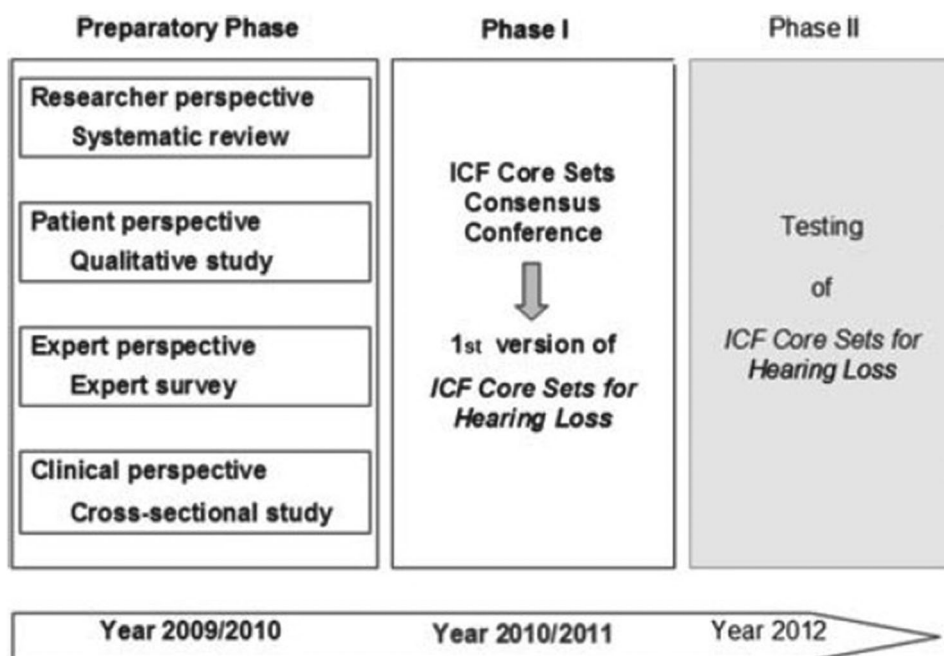 Preparatory Phase
Researcher perspective
Systematic review
Patient perspective
Qualitative study
Expert perspective
Expert survey
Clinical perspective
Cross-sectional study
Phase I
ICF Core Sets
Consensus
Conference
1st version of
ICF Core Sets for
Hearing Loss
Phase II
Testing
of
ICF Core Sets for
Hearing Loss
Year 2009/2010
Year 2010/2011
Year 2012